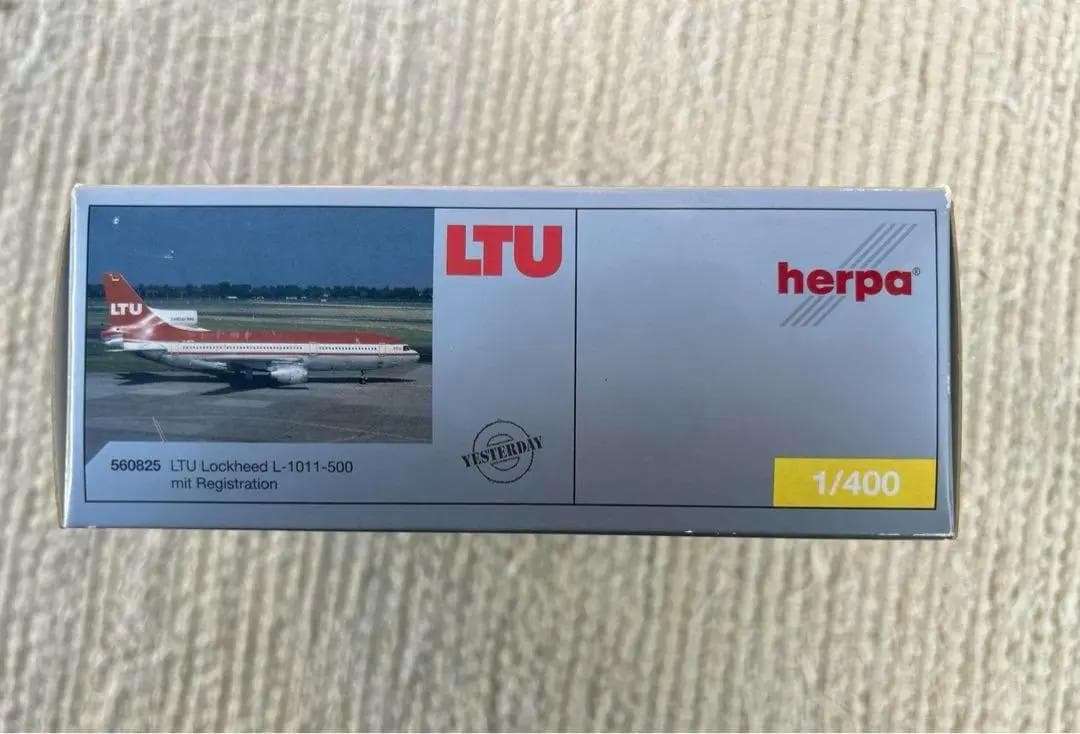 LTU
LTU
YESTERDAY
560825 LTU Lockheed L-1011-500
mit Registration
herpa®
1/400